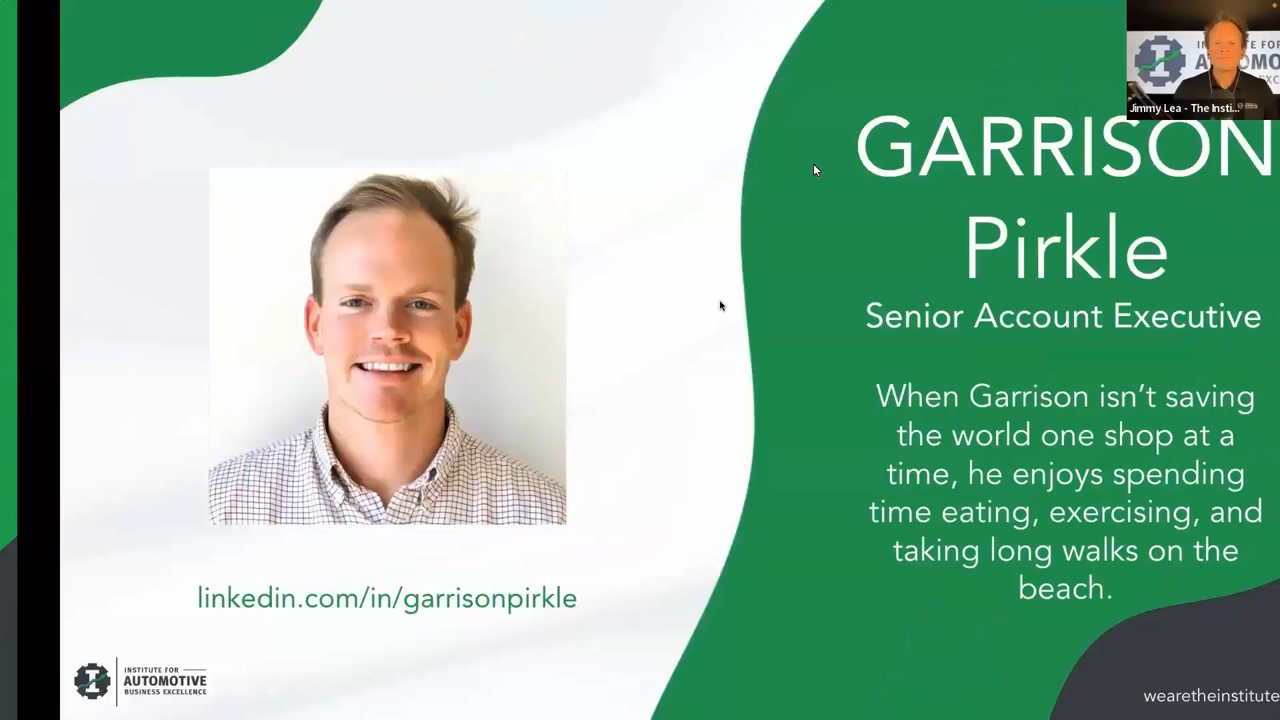 GARRISON
Pirkle
Senior Account Executive
When Garrison isn’t saving
the world one shop at a
time, he enjoys spending
time eating, exercising, and
taking long walks on the
beach.
linkedin.com/in/garrisonpirkle
INSTITUTE FOR
AUTOMOTIVE
BUSINESS EXCELLENCE
wearetheinstitute
Jimmy Lea - The Insti...